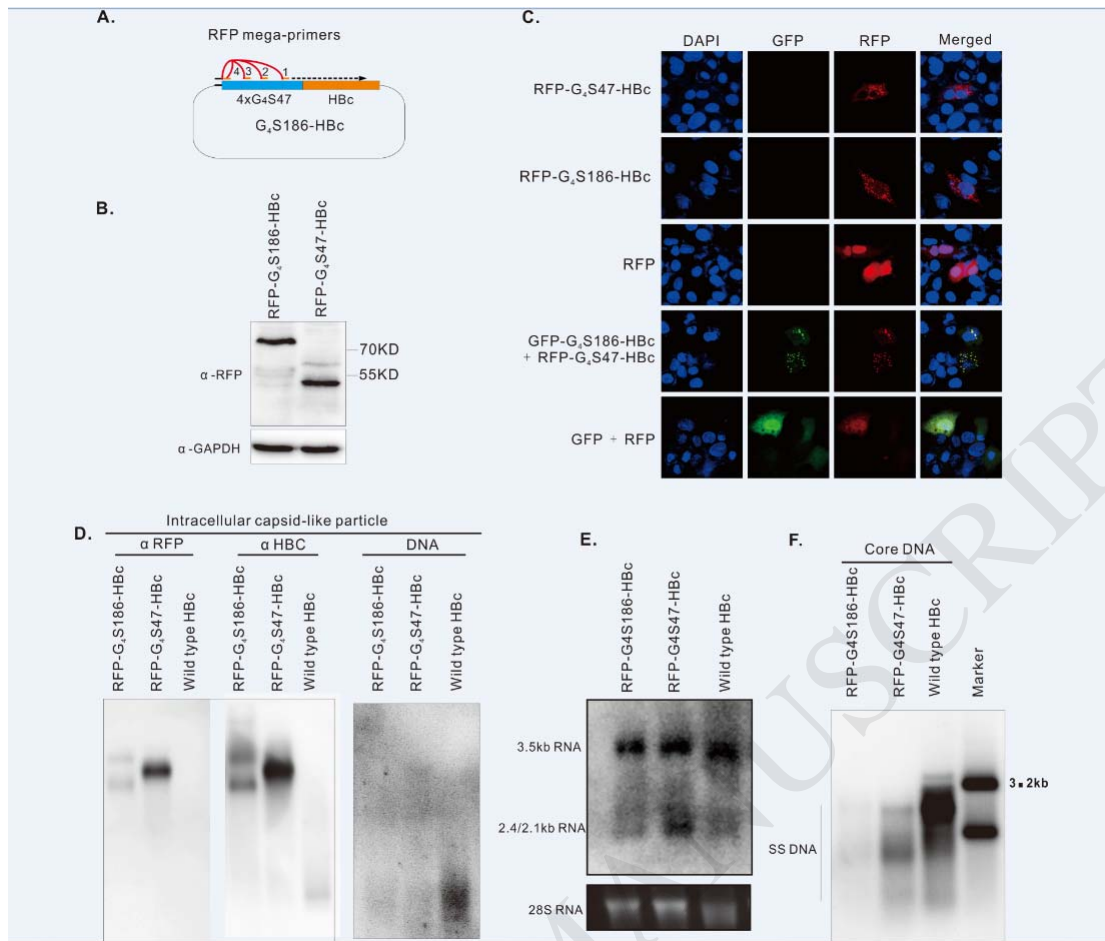 A.
RFP mega-primers
4 3 2 1
4xG₄S47 HBc
G₄S186-HBc
B.
RFP-G₄S186-HBc
RFP-G₄S47-HBc
70KD
55KD
α-RFP
α-GAPDH
C.
DAPI GFP RFP Merged
RFP-G₄S47-HBc
RFP-G₄S186-HBc
RFP
GFP-G₄S186-HBc
+ RFP-G₄S47-HBc
GFP + RFP
D.
Intracellular capsid-like particle
α RFP α HBC DNA
RFP-G₄S186-HBc
RFP-G₄S47-HBc
Wild type HBc
RFP-G₄S186-HBc
RFP-G₄S47-HBc
Wild type HBc
RFP-G₄S186-HBc
RFP-G₄S47-HBc
Wild type HBc
E.
RFP-G4S186-HBc
RFP-G4S47-HBc
Wild type HBc
3.5kb RNA
2.4/2.1kb RNA
28S RNA
F.
Core DNA
RFP-G4S186-HBc
RFP-G4S47-HBc
Wild type HBc
Marker
3.2kb
SS DNA
MANUSCRIPT